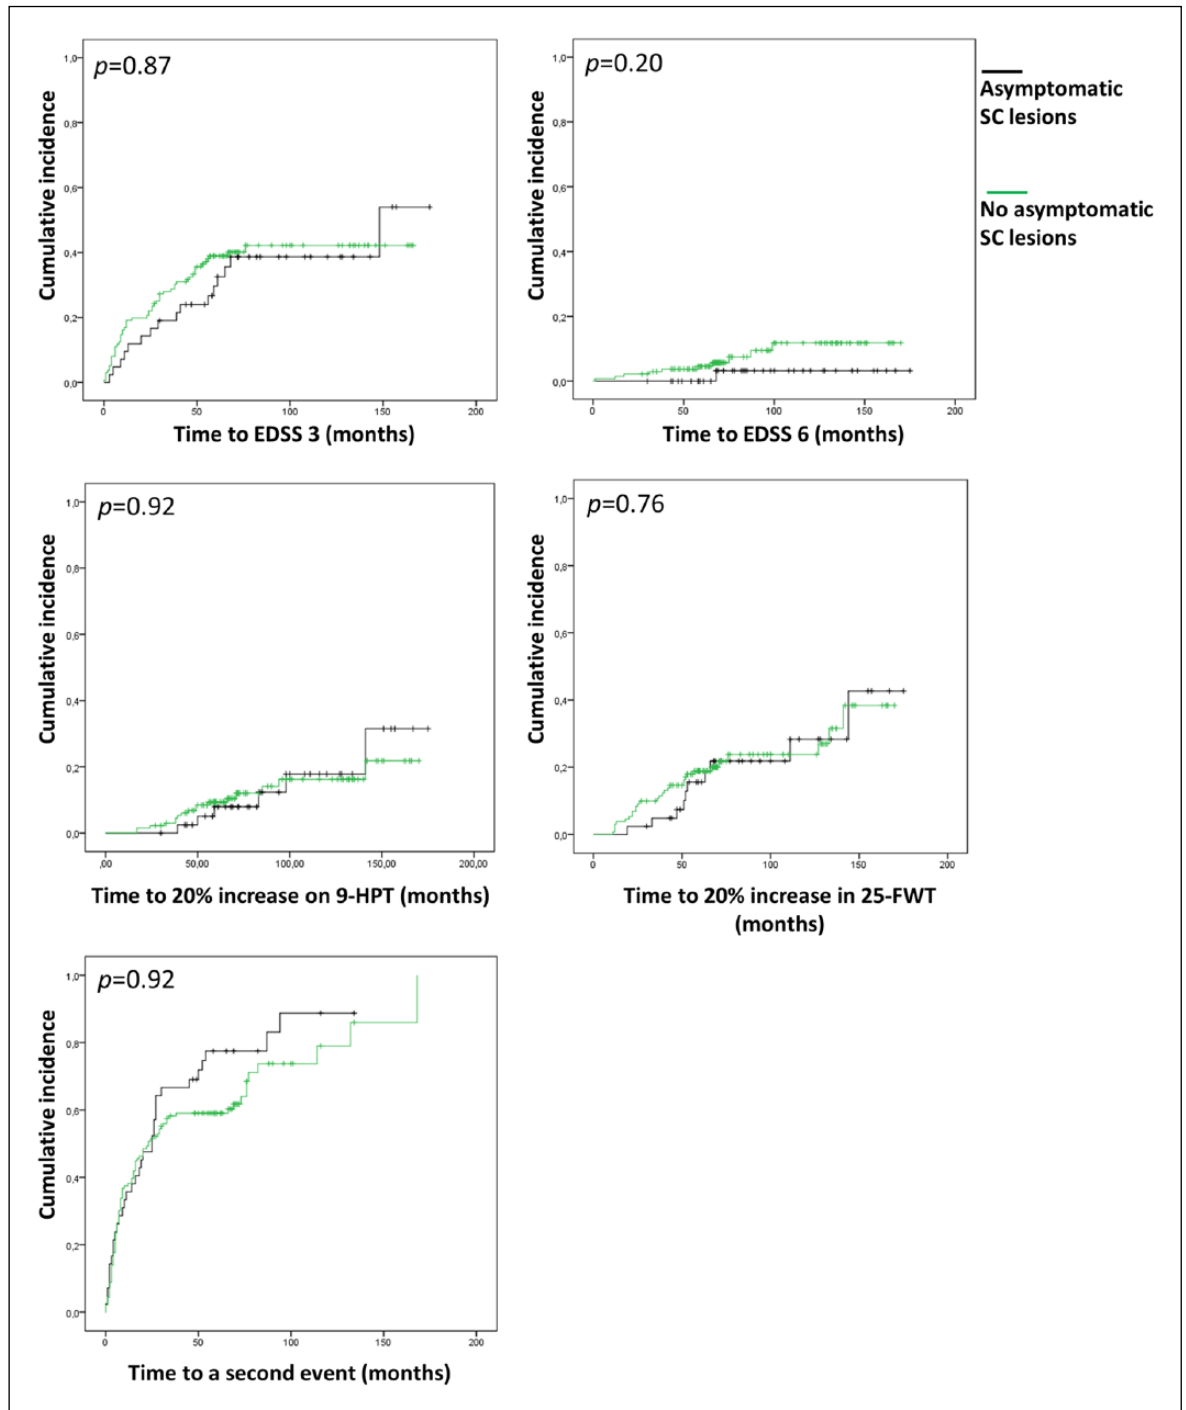 p=0.87
1,0
0,8
0,6
0,4
0,2
0,0
Cumulative incidence
0 50 100 150 200
Time to EDSS 3 (months)
p=0.20
1,0
0,8
0,6
0,4
0,2
0,0
Cumulative incidence
0 50 100 150 200
Time to EDSS 6 (months)
Asymptomatic
SC lesions
No asymptomatic
SC lesions
p=0.92
1,0
0,8
0,6
0,4
0,2
0,0
Cumulative incidence
,00 50,00 100,00 150,00 200,00
Time to 20% increase on 9-HPT (months)
p=0.76
1,0
0,8
0,6
0,4
0,2
0,0
Cumulative incidence
0 50 100 150 200
Time to 20% increase in 25-FWT
(months)
p=0.92
1,0
0,8
0,6
0,4
0,2
0,0
Cumulative incidence
0 50 100 150 200
Time to a second event (months)